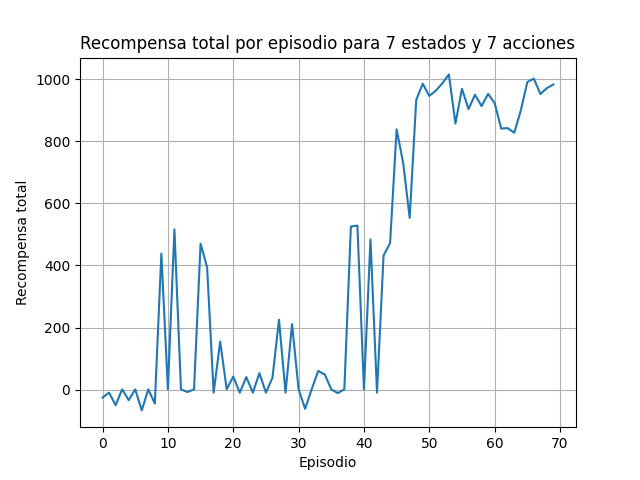 Recompensa total por episodio para 7 estados y 7 acciones
1000
800
600
400
200
0
Recompensa total
0 10 20 30 40 50 60 70
Episodio